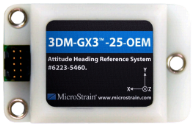 3DM-GX3™-25-OEM
Attitude Heading Reference System
#6223-5460.
X
Z
MicroStrain® www.microstrain.com